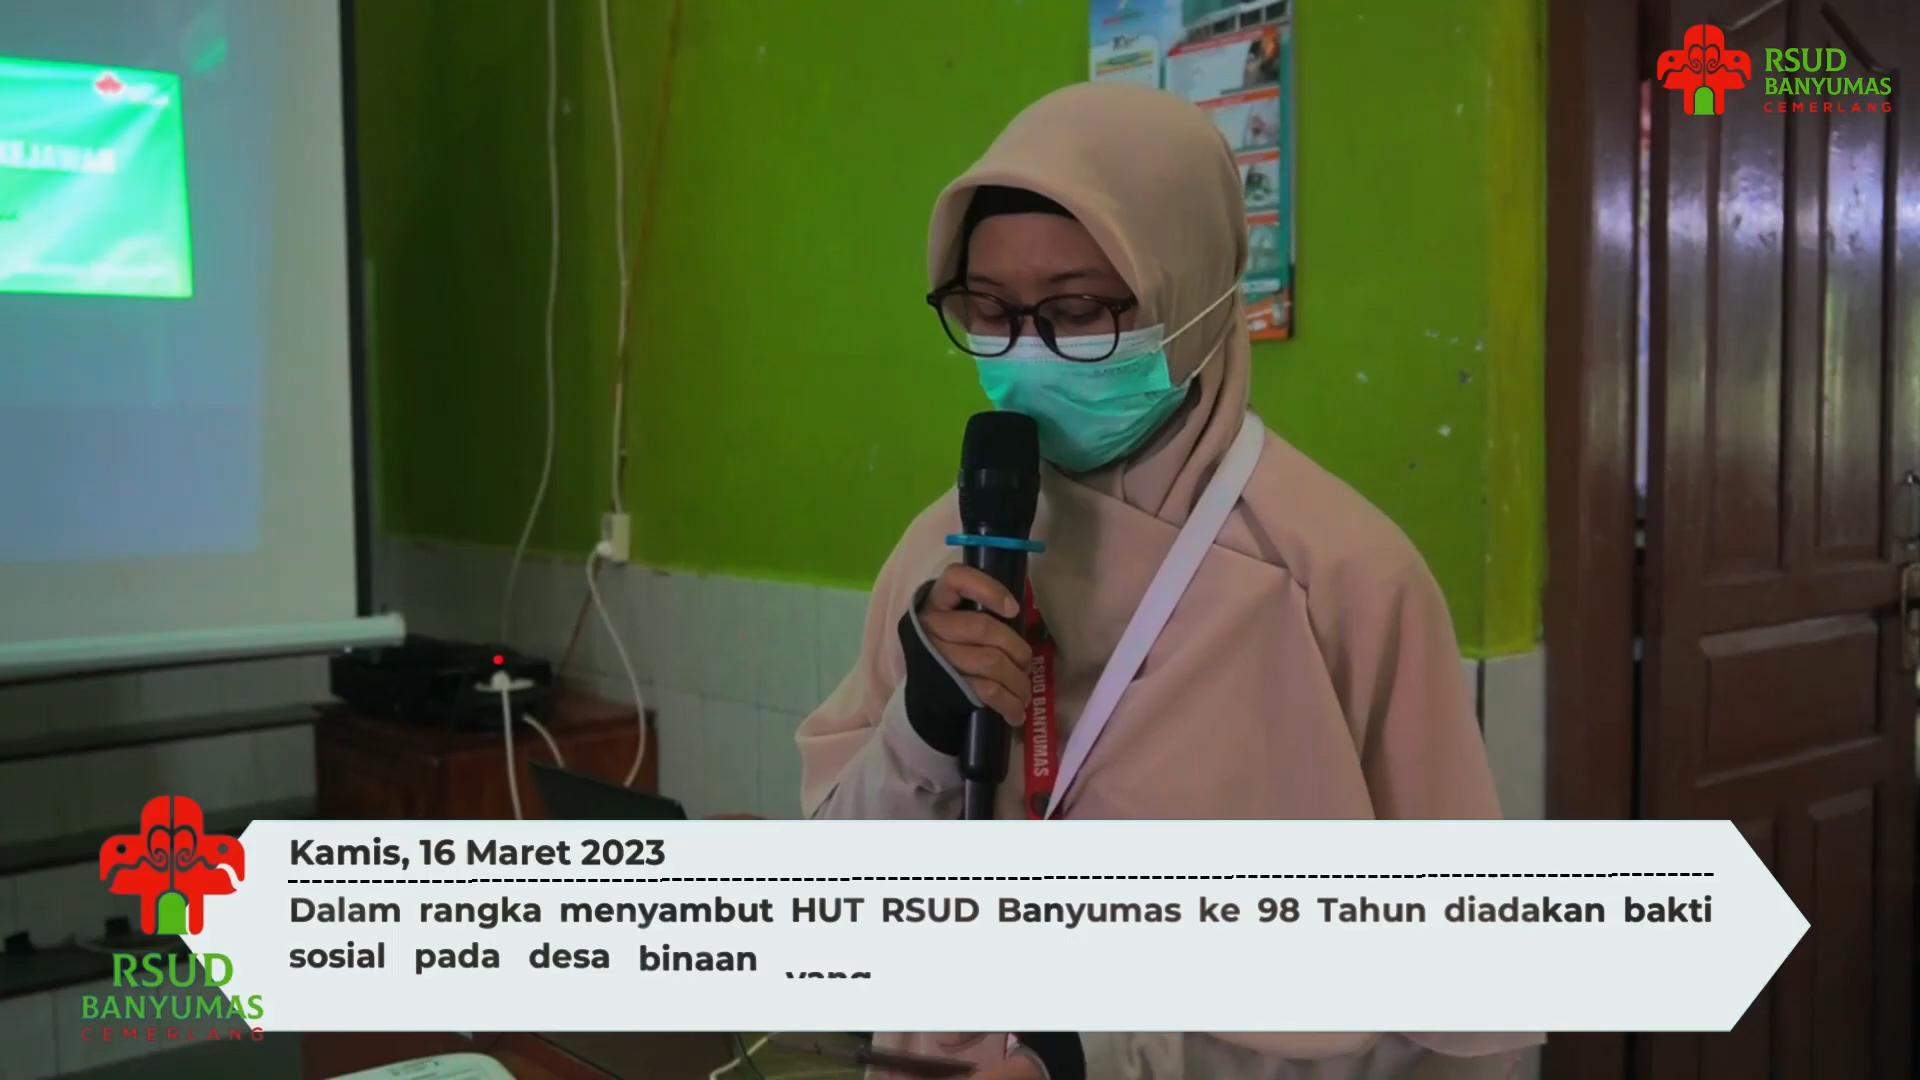 RSUD
BANYUMAS
CEMERLANG
RSUD BANYUMAS
Kamis, 16 Maret 2023
Dalam rangka menyambut HUT RSUD Banyumas ke 98 Tahun diadakan bakti
sosial pada desa binaan yang
RSUD
BANYUMAS
CEMERLANG